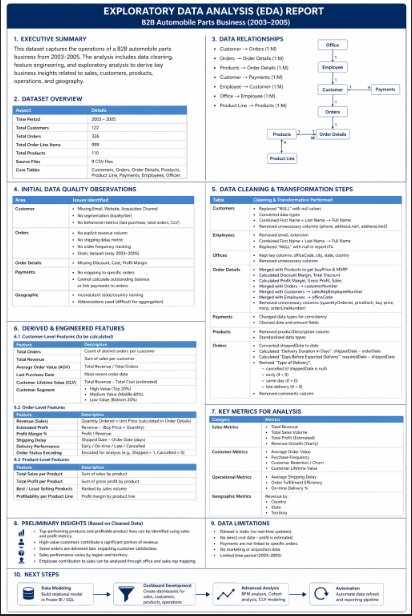 EXPLORATORY DATA ANALYSIS (EDA) REPORT
B2B Automobile Parts Business (2003–2005)
1. EXECUTIVE SUMMARY
This dataset captures the operations of a B2B automobile parts
business from 2003–2005. The analysis includes data cleaning,
feature engineering, and exploratory analysis to derive key
business insights related to sales, customers, products,
operations, and geography.
2. DATASET OVERVIEW
Aspect Details
Time Period 2003 – 2005
Total Customers 122
Total Orders 326
Total Order Line Items 999
Total Products 110
Source Files 9 CSV files
Core Tables Customers, Orders, Order Details, Products,
Product Lines, Payments, Employees, Offices
3. DATA RELATIONSHIPS
• Customer → Orders (1:M)
• Orders → Order Details (1:M)
• Products → Order Details (1:M)
• Customer → Payments (1:M)
• Employee → Customer (1:M)
• Office → Employee (1:M)
• Product Line → Products (1:M)
Office
Employee
Customer
Payments
Orders
Products
Order Details
Product Line
4. INITIAL DATA QUALITY OBSERVATIONS
Area Issues Identified
Customer
• Missing Email, Website, Acquisition Channel
• No segmentation (loyalty/tier)
• No behavioral metrics (last purchase, total orders, CLV)
Orders
• No explicit revenue column
• No shipping delay metric
• No order frequency tracking
• Static dataset (only 2003–2005)
Order Details
• Missing Discount, Cost, Profit Margin
Payments
• No mapping to specific orders
• Cannot calculate outstanding balance
or link payments to orders
Geographic
• Inconsistent state/country naming
• Abbreviations used (difficult for aggregation)
5. DATA CLEANING & TRANSFORMATION STEPS
Table Cleaning & Transformation Performed
Customers
• Replaced "NULL" with null values
• Converted data types
• Combined First Name + Last Name → Full Name
• Removed unnecessary columns (phone, address line1, address line2)
Employees
• Removed email, extension
• Combined First Name + Last Name → Full Name
• Replaced "NULL" with null in reportsTo
Offices
• Kept key columns: officeCode, city, state, country
• Removed unnecessary columns
Order Details
• Merged with Products to get buyPrice & MSRP
• Calculated Discount Margin, Total Discount
• Calculated Profit Margin, Gross Profit, Sales
• Merged with Orders → customerNumber
• Merged with Customers → salesRepEmployeeNumber
• Merged with Employees → officeCode
• Removed unnecessary columns (quantityOrdered, priceEach, buy price,
msrp, orderLineNumber)
Payments
• Changed data types for consistency
• Cleaned date and amount fields
Products
• Removed productDescription column
• Standardized data types
Orders
• Converted shippedDate to date
• Calculated "Delivery Duration in Days": shippedDate – orderDate
• Calculated "Days Before Expected Delivery": requiredDate – shippedDate
• Derived "Type of Delivery":
– cancelled (if shippedDate is null)
– early (if > 0)
– same day (if = 0)
– late delivery (if < 0)
• Removed comments column
6. DERIVED & ENGINEERED FEATURES
6.1 Customer-Level Features (to be calculated)
Feature Description
Total Orders Count of distinct orders per customer
Total Revenue Sum of sales per customer
Average Order Value (AOV) Total Revenue / Total Orders
Last Purchase Date Most recent order date
Customer Lifetime Value (CLV) Total Revenue – Total Cost (estimated)
Customer Segment
• High Value (Top 20%)
• Medium Value (Middle 60%)
• Low Value (Bottom 20%)
6.2 Order-Level Features
Feature Description
Revenue (Sales) Quantity Ordered × Unit Price (calculated in Order Details)
Estimated Profit Revenue – (Buy Price × Quantity)
Profit Margin % Profit / Revenue
Shipping Delay Shipped Date – Order Date (days)
Delivery Performance Early / On-time / Late / Cancelled
Order Status Encoding Encoded for analysis (e.g., Shipped = 1, Cancelled = 0)
6.3 Product-Level Features
Feature Description
Total Sales per Product Sum of sales by product
Total Profit per Product Sum of gross profit by product
Best / Least Selling Products Ranked by sales volume
Profitability per Product Line Profit margin by product line
7. KEY METRICS FOR ANALYSIS
Category Metrics
Sales Metrics
• Total Revenue
• Total Sales Volume
• Total Profit (Estimated)
• Revenue Growth (Yearly)
Customer Metrics
• Average Order Value
• Purchase Frequency
• Customer Retention / Churn
• Customer Lifetime Value
Operational Metrics
• Average Shipping Delay
• Order Fulfillment Efficiency
• On-time Delivery %
Geographic Metrics
Revenue by:
• Country
• State
• Territory
8. PRELIMINARY INSIGHTS (Based on Cleaned Data)
• Top performing products and profitable product lines can be identified using sales
and profit metrics.
• High-value customers contribute a significant portion of revenue.
• Some orders are delivered late, impacting customer satisfaction.
• Sales performance varies by region and territory.
• Employee contribution to sales can be analyzed through office and sales rep mapping.
9. DATA LIMITATIONS
• Dataset is static (no real-time updates).
• No direct cost data – profit is estimated.
• Payments are not linked to specific orders.
• No marketing or acquisition data.
• Limited time period (2003–2005).
10. NEXT STEPS
Data Modeling
Build relational model
in Power BI / SQL
Dashboard Development
Create dashboards for
sales, customers,
products, operations
Advanced Analysis
RFM analysis, Cohort
analysis, CLV modeling
Automation
Automate data refresh
and reporting pipeline